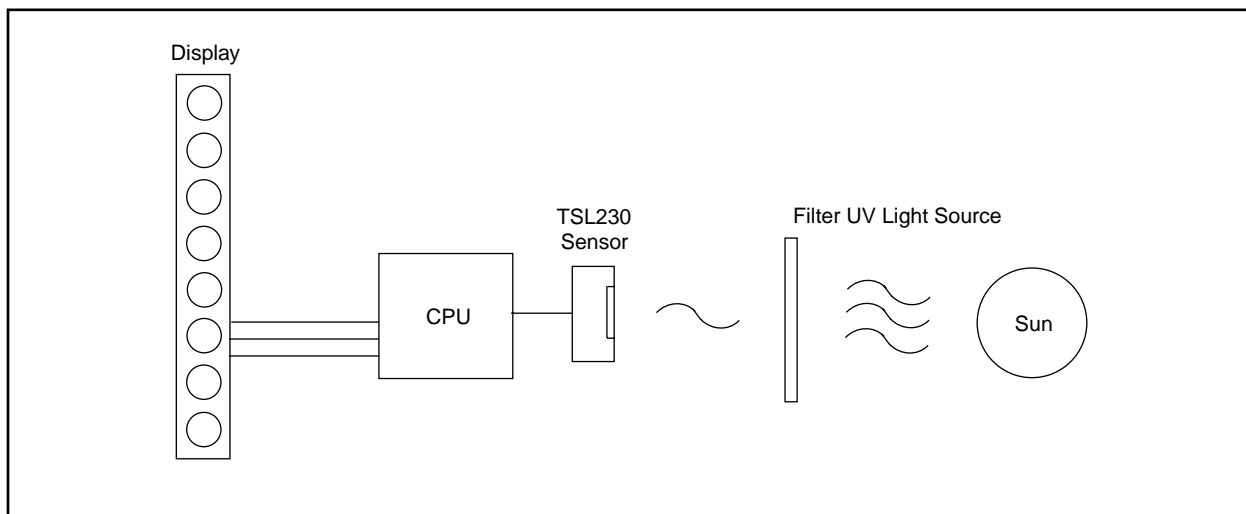 Display
TSL230
Sensor
Filter UV Light Source
CPU
Sun